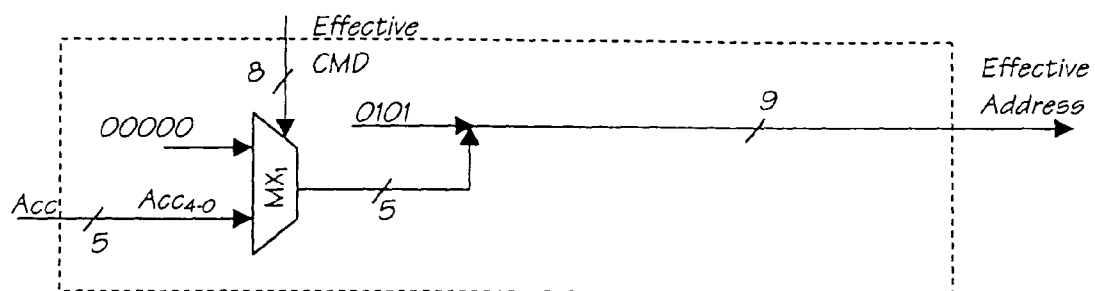 Effective
CMD
8
00000
0101
9
Effective
Address
MX₁
Acc
5
Acc₄₋₀
5